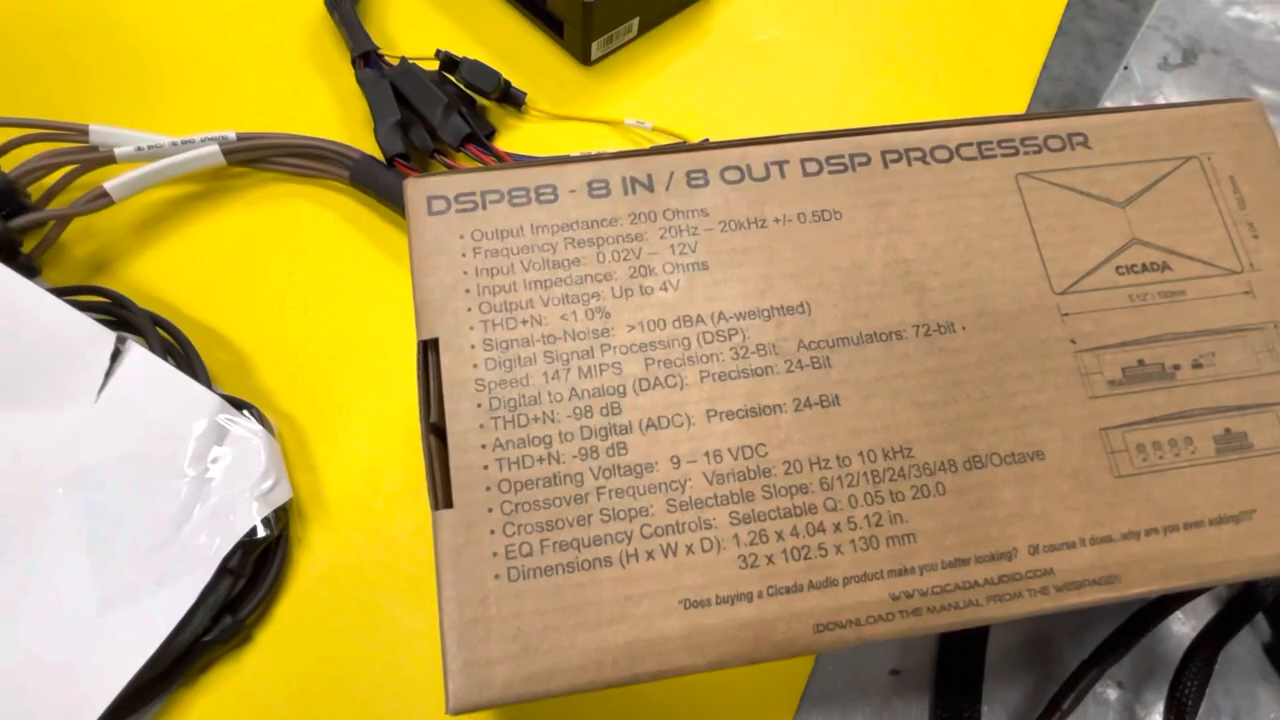 DSP88 - 8 IN / 8 OUT DSP PROCESSOR
• Output Impedance: 200 Ohms
• Frequency Response: 20Hz – 20kHz +/- 0.5Db
• Input Voltage: 0.02V – 12V
• Input Impedance: 20k Ohms
• Output Voltage: Up to 4V
• THD+N: <1.0%
• Signal-to-Noise: >100 dBA (A-weighted)
• Digital Signal Processing (DSP):
Speed: 147 MIPS Precision: 32-Bit Accumulators: 72-bit
• Digital to Analog (DAC): Precision: 24-Bit
• THD+N: -98 dB
• Analog to Digital (ADC): Precision: 24-Bit
• THD+N: -98 dB
• Operating Voltage: 9 – 16 VDC
• Crossover Frequency: Variable: 20 Hz to 10 kHz
• Crossover Slope: Selectable Slope: 6/12/18/24/36/48 dB/Octave
• EQ Frequency Controls: Selectable Q: 0.05 to 20.0
• Dimensions (H x W x D): 1.26 x 4.04 x 5.12 in.
32 x 102.5 x 130 mm
"Does buying a Cicada Audio product make you better looking? Of course it does...why are you even asking!!!!"
WWW.CICADAAUDIO.COM
(DOWNLOAD THE MANUAL FROM THE WEBPAGE!)
CICADA
5.12" / 130mm